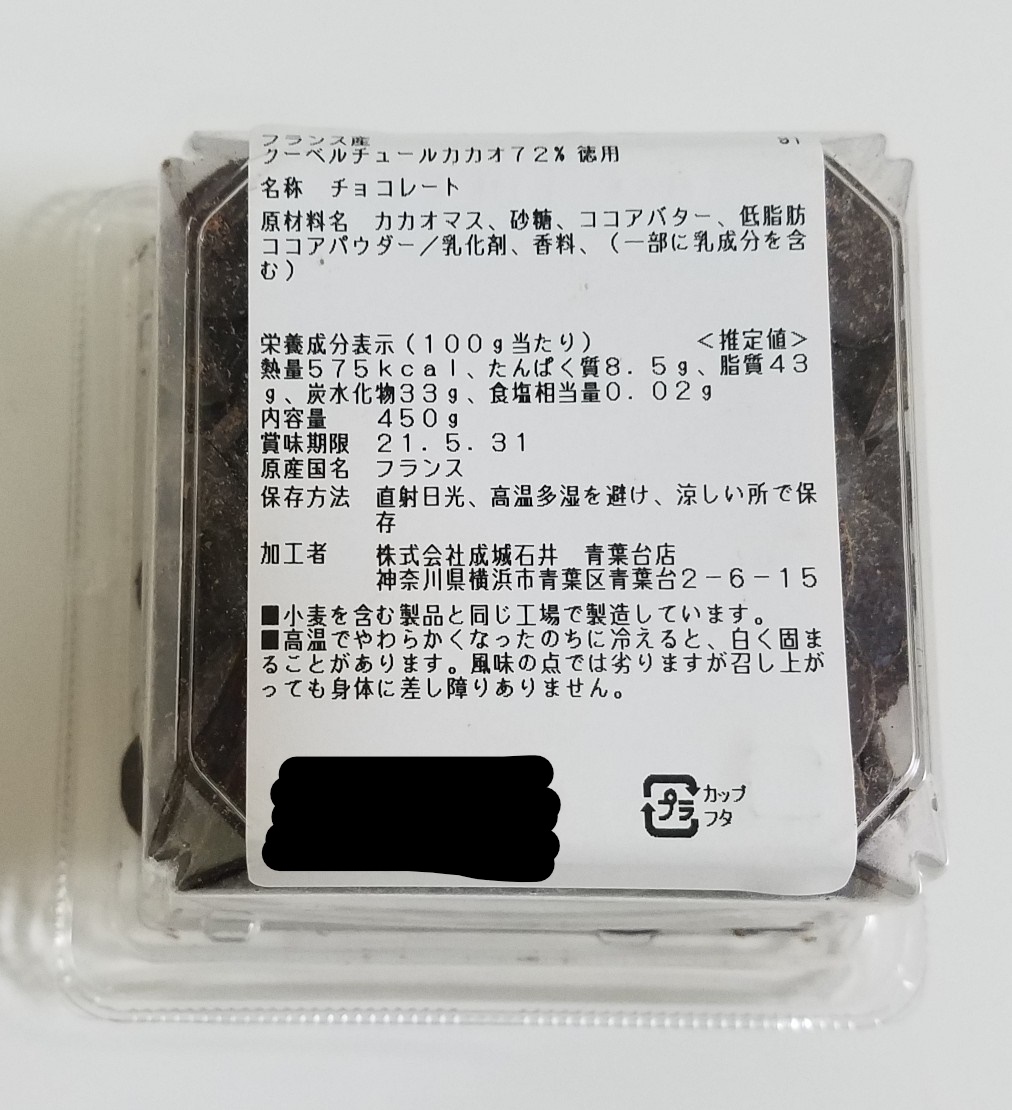 フランス産
クーベルチュールカカオ72% 徳用
名称 チョコレート
原材料名 カカオマス、砂糖、ココアバター、低脂肪
ココアパウダー/乳化剤、香料、(一部に乳成分を含
む)
栄養成分表示(100g当たり) <推定値>
熱量575kcal、たんぱく質8.5g、脂質43
g、炭水化物33g、食塩相当量0.02g
内容量 450g
賞味期限 21.5.31
原産国名 フランス
保存方法 直射日光、高温多湿を避け、涼しい所で保
存
加工者 株式会社成城石井 青葉台店
神奈川県横浜市青葉区青葉台2-6-15
■小麦を含む製品と同じ工場で製造しています。
■高温でやわらかくなったのちに冷えると、白く固ま
ることがあります。風味の点では劣りますが召し上が
っても身体に差し障りありません。
プラ カップ
フタ